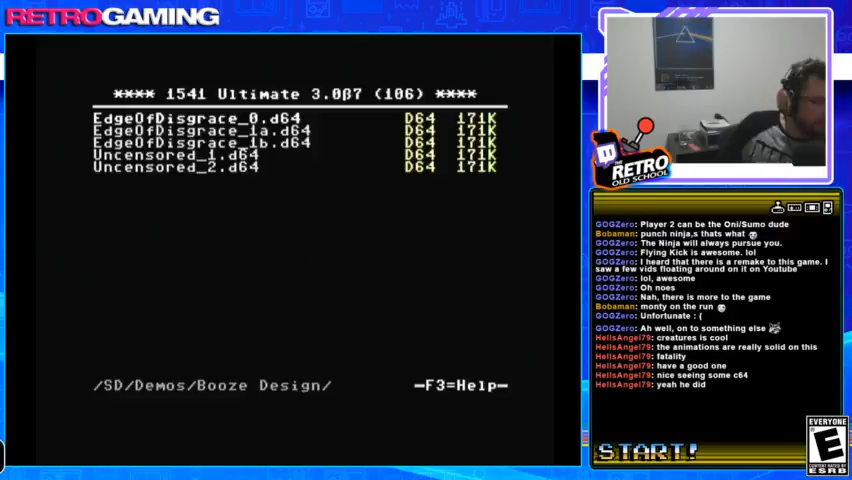 RETROGAMING
**** 1541 Ultimate 3.0β7 (106) ****
EdgeOfDisgrace_0.d64 D64 171K
EdgeOfDisgrace_1a.d64 D64 171K
EdgeOfDisgrace_1b.d64 D64 171K
Uncensored_1.d64 D64 171K
Uncensored_2.d64 D64 171K
/SD/Demos/Booze Design/ —F3=Help—
THE
RETRO
OLD SCHOOL
GOGZero: Player 2 can be the Oni/Sumo dude
Bobaman: punch ninja,s thats what
GOGZero: The Ninja will always pursue you.
GOGZero: Flying Kick is awesome. lol
GOGZero: I heard that there is a remake to this game. I
saw a few vids floating around on it on Youtube
GOGZero: lol, awesome
GOGZero: Oh noes
GOGZero: Nah, there is more to the game
Bobaman: monty on the run
GOGZero: Unfortunate : (
GOGZero: Ah well, on to something else
HellsAngel79: creatures is cool
HellsAngel79: the animations are really solid on this
HellsAngel79: fatality
HellsAngel79: have a good one
HellsAngel79: nice seeing some c64
HellsAngel79: yeah he did
START!
EVERYONE
E
ESRB